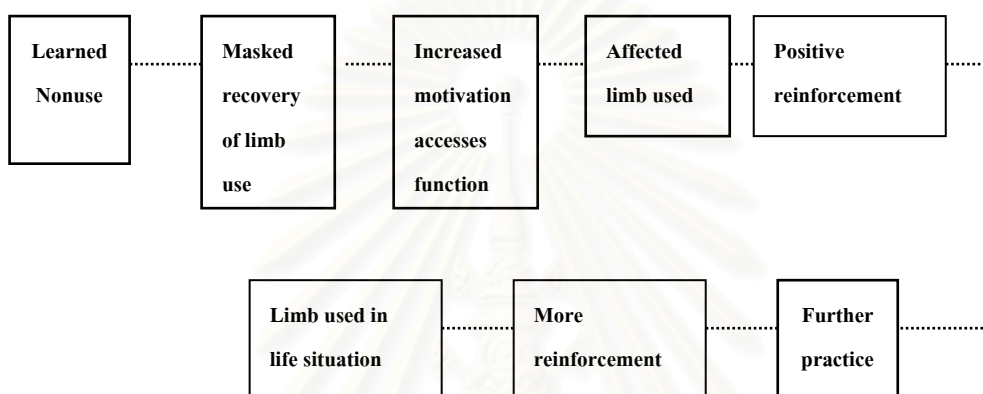 Learned
Nonuse
Masked
recovery
of limb
use
Increased
motivation
accesses
function
Affected
limb used
Positive
reinforcement
Limb used in
life situation
More
reinforcement
Further
practice